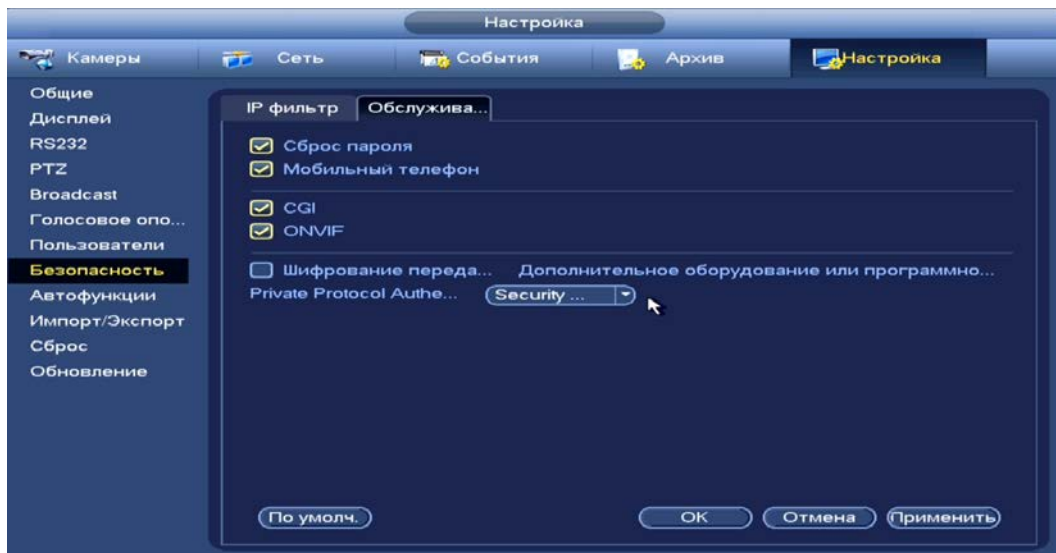 Настройка
Камеры Сеть События Архив Настройка
Общие
Дисплей
RS232
PTZ
Broadcast
Голосовое опо...
Пользователи
Безопасность
Автофункции
Импорт/Экспорт
Сброс
Обновление
IP фильтр Обслужива...
Сброс пароля
Мобильный телефон
CGI
ONVIF
Шифрование переда... Дополнительное оборудование или программно...
Private Protocol Authe... Security ...
По умолч. OK Отмена Применить